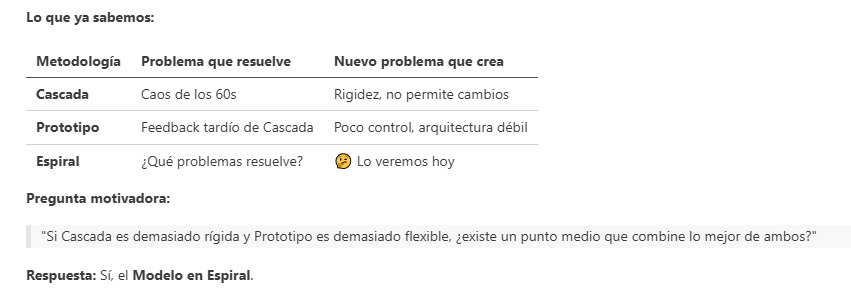 Lo que ya sabemos:
Metodología Problema que resuelve Nuevo problema que crea
Cascada Caos de los 60s Rigidez, no permite cambios
Prototipo Feedback tardío de Cascada Poco control, arquitectura débil
Espiral ¿Qué problemas resuelve? 🤔 Lo veremos hoy
Pregunta motivadora:
"Si Cascada es demasiado rígida y Prototipo es demasiado flexible, ¿existe un punto medio que combine lo mejor de ambos?"
Respuesta: Sí, el Modelo en Espiral.